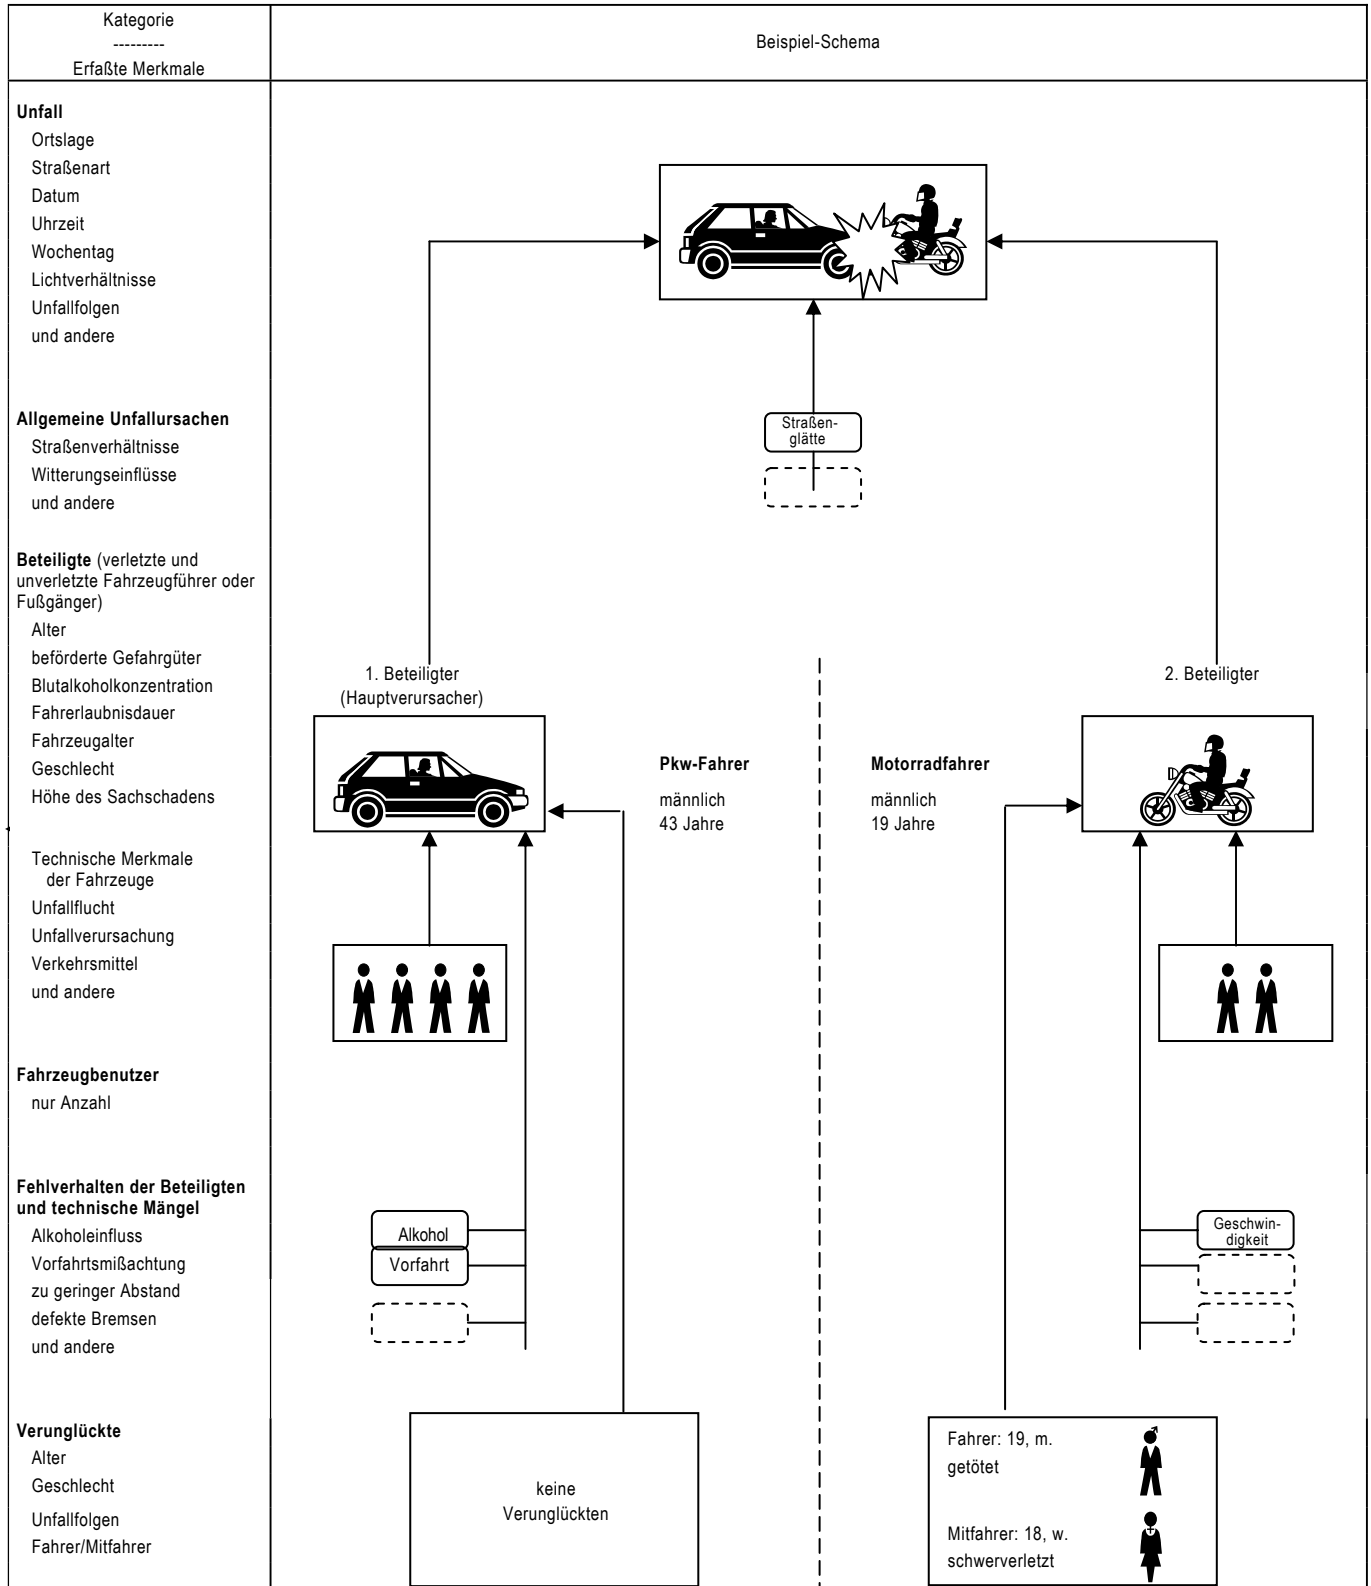 Kategorie
---------
Erfaßte Merkmale
Beispiel-Schema
Unfall
Ortslage
Straßenart
Datum
Uhrzeit
Wochentag
Lichtverhältnisse
Unfallfolgen
und andere
Allgemeine Unfallursachen
Straßenverhältnisse
Witterungseinflüsse
und andere
Straßen-
glätte
Beteiligte (verletzte und
unverletzte Fahrzeugführer oder
Fußgänger)
Alter
beförderte Gefahrgüter
Blutalkoholkonzentration
Fahrerlaubnisdauer
Fahrzeugalter
Geschlecht
Höhe des Sachschadens
Technische Merkmale
der Fahrzeuge
Unfallflucht
Unfallverursachung
Verkehrsmittel
und andere
1. Beteiligter
(Hauptverursacher)
Pkw-Fahrer
männlich
43 Jahre
Motorradfahrer
männlich
19 Jahre
2. Beteiligter
Fahrzeugbenutzer
nur Anzahl
Fehlverhalten der Beteiligten
und technische Mängel
Alkoholeinfluss
Vorfahrtsmißachtung
zu geringer Abstand
defekte Bremsen
und andere
Alkohol
Vorfahrt
Geschwin-
digkeit
Verunglückte
Alter
Geschlecht
Unfallfolgen
Fahrer/Mitfahrer
keine
Verunglückten
Fahrer: 19, m.
getötet
Mitfahrer: 18, w.
schwerverletzt